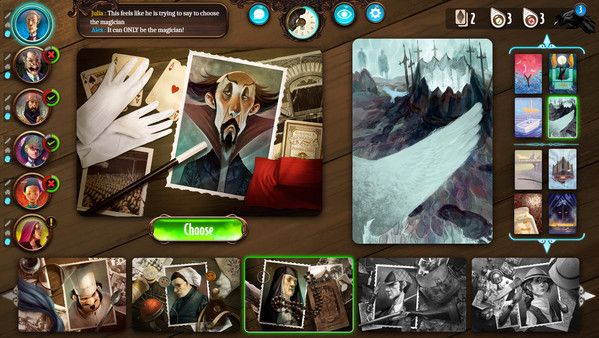 Julia : This feels like he is trying to say to choose
the magician
Alex : It can ONLY be the magician!
2
3
3
3
Choose